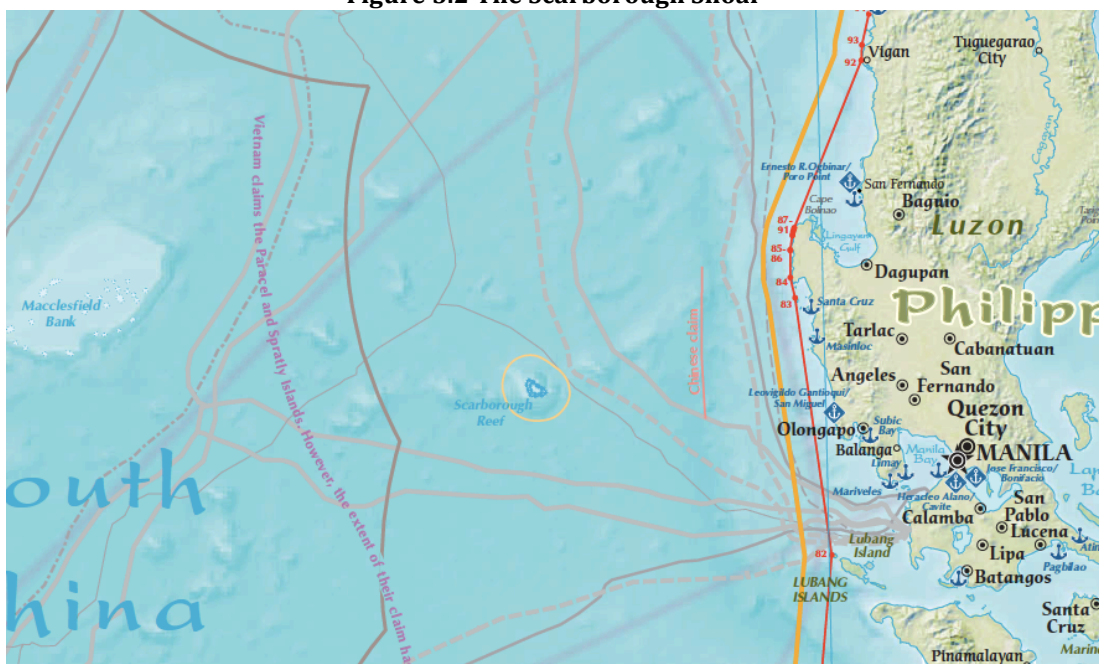 Figure 3.2 The Scarborough Shoal
93
92
Vigan
Tuguegarao
City
Cagayan
Ernesto R.Ogbinar/
Poro Point
San Fernando
Cape
Bolinao
Baguio
Luzon
87-
91
85-
86
84
83
Lingayen
Gulf
Dagupan
Santa Cruz
Philipp
Tarlac
Masinloc
Cabanatuan
Angeles
San
Fernando
Leovigildo Gantioqui/
San Miguel
Quezon
City
Olongapo
Subic
Bay
Balanga
Manila
Bay
MANILA
Limay
Mariveles
Jose Francisco/
Bonifacio
Heracleo Alano/
Cavite
Calamba
San
Pablo
Lucena
Lipa
Pagbilao
Batangos
Lubang
Island
82
LUBANG
ISLANDS
Santa
Cruz
Pinamalayan
Macclesfield
Bank
Vietnam claims the Paracel and Spratly Islands. However, the extent of their claim ha
Scarborough
Reef
Chinese claim
outh
hina